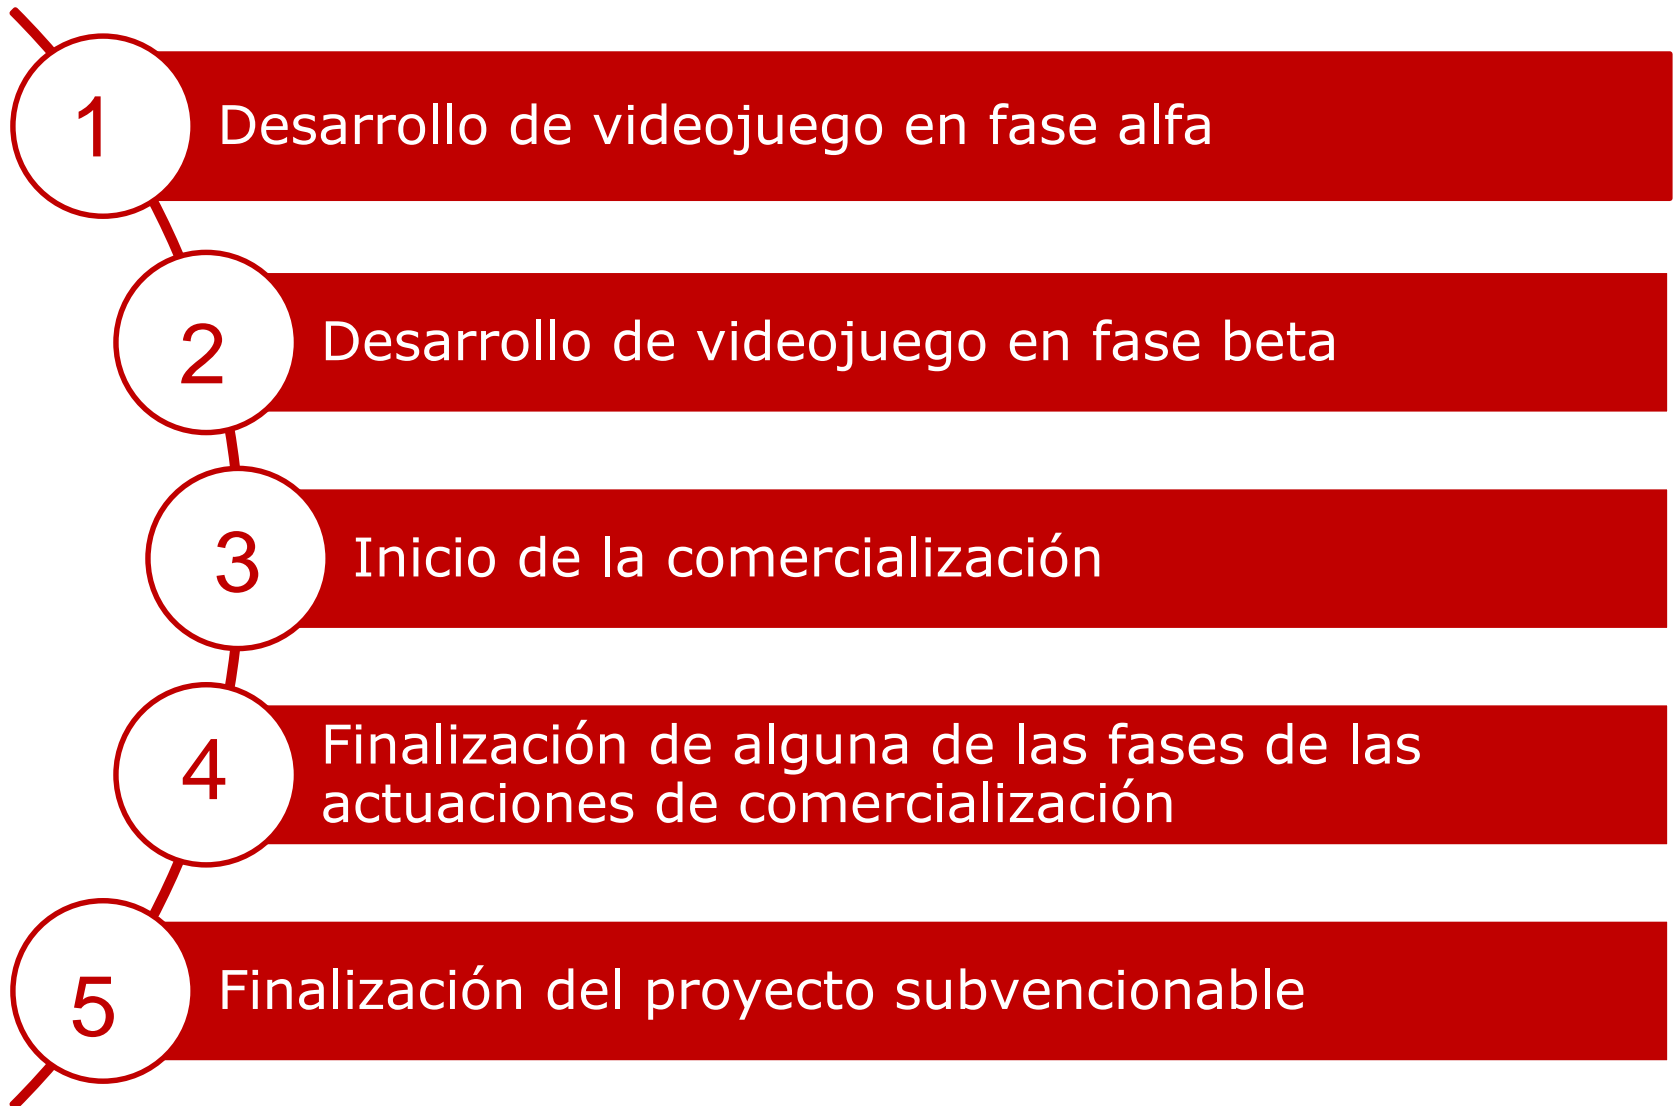 1
Desarrollo de videojuego en fase alfa
2
Desarrollo de videojuego en fase beta
3
Inicio de la comercialización
4
Finalización de alguna de las fases de las
actuaciones de comercialización
5
Finalización del proyecto subvencionable